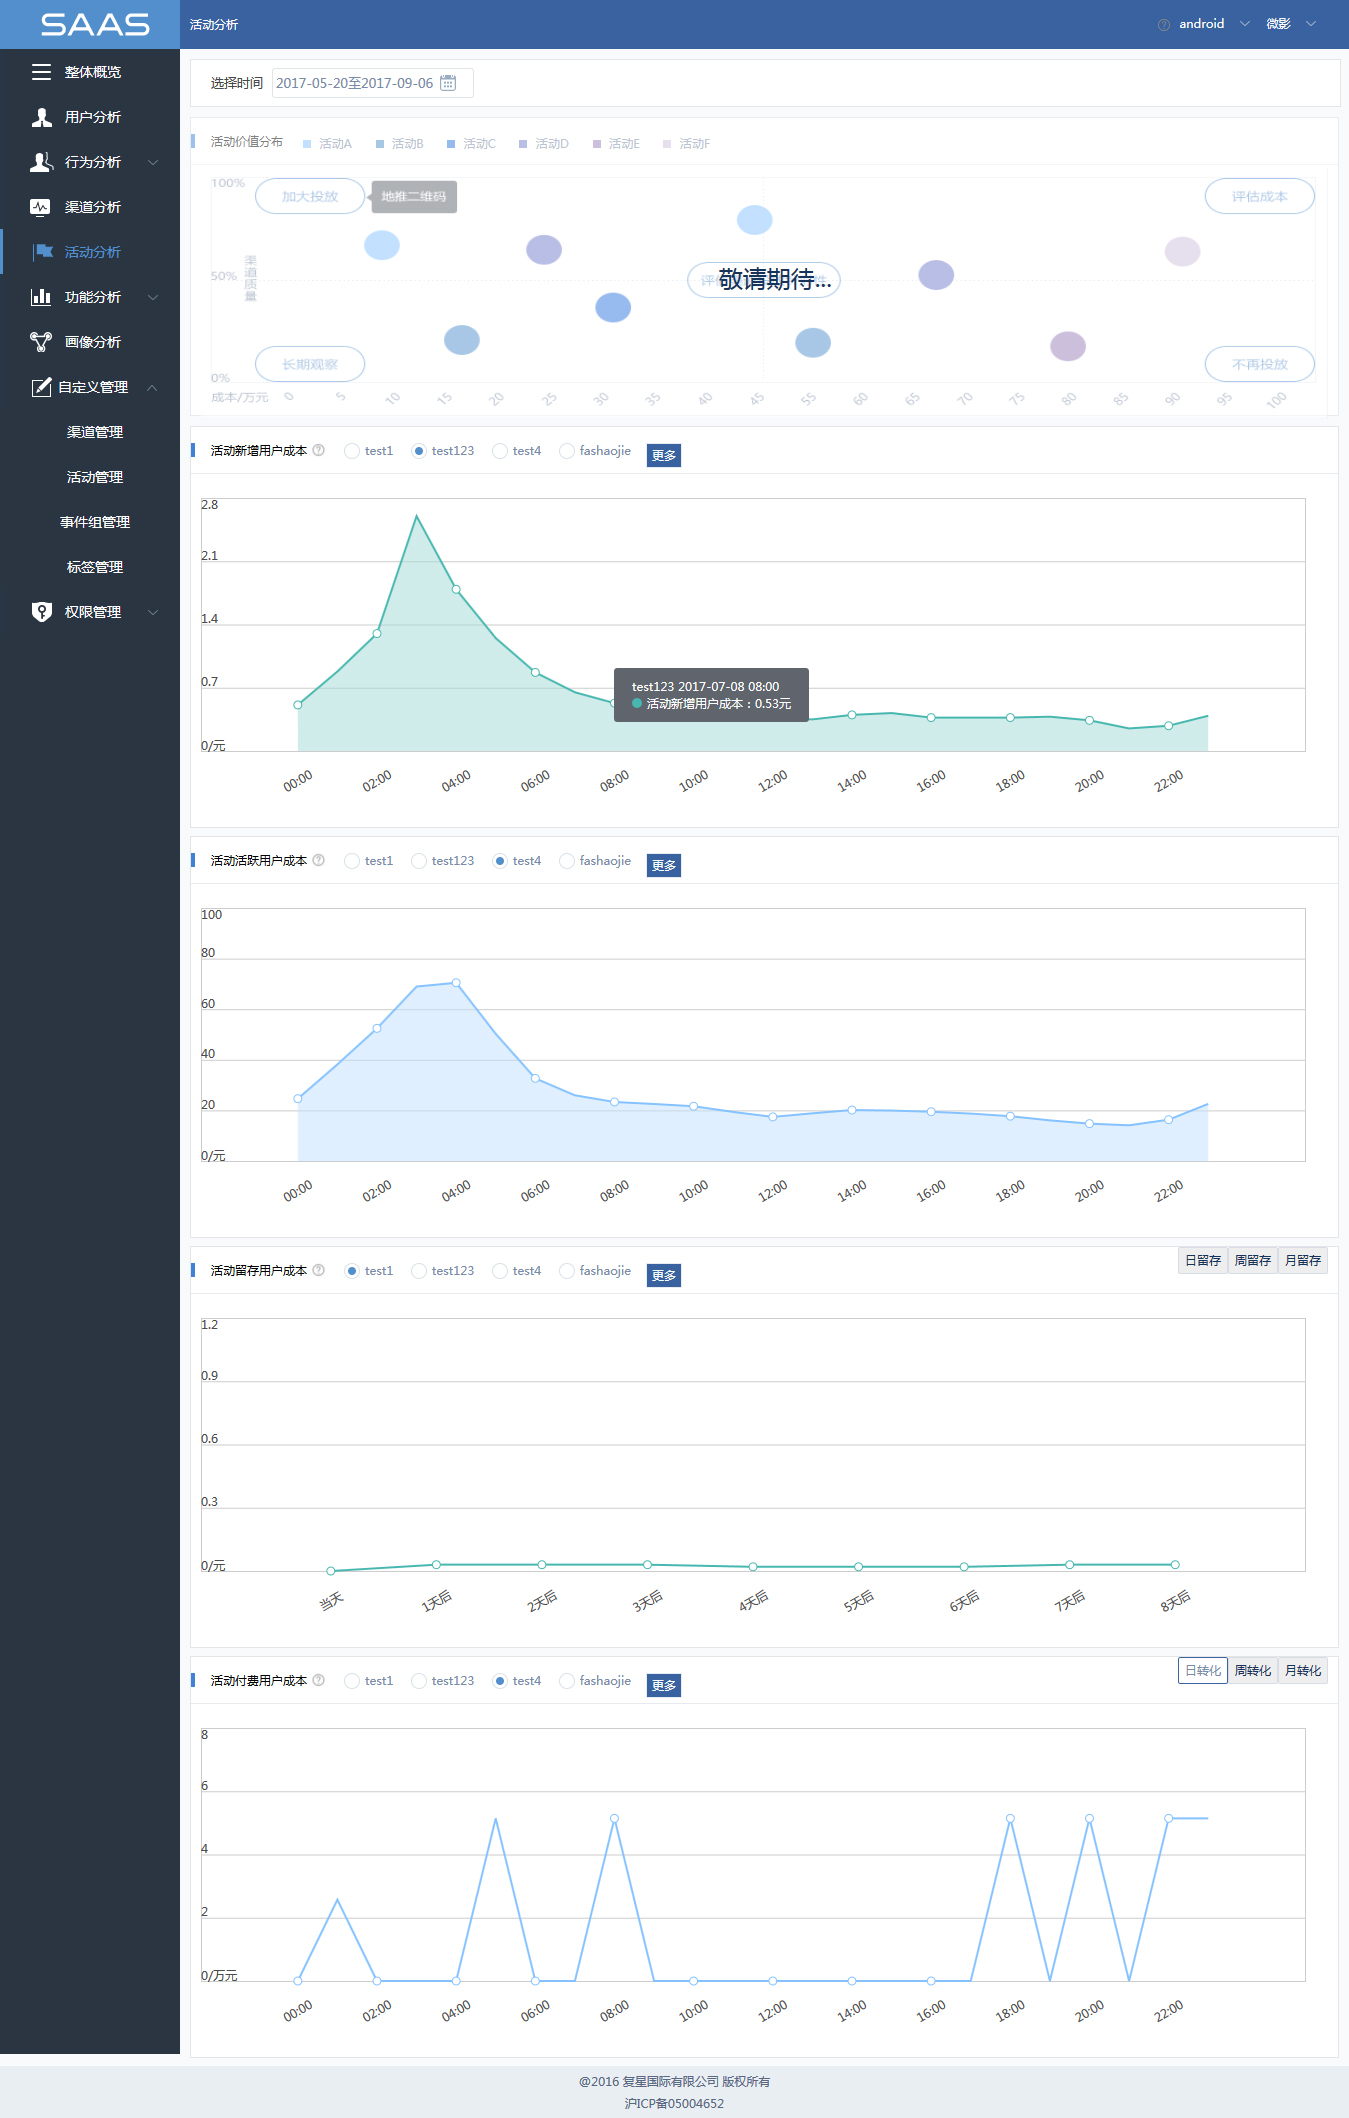 SAAS
活动分析
android
微影
整体概览
用户分析
行为分析
渠道分析
活动分析
功能分析
画像分析
自定义管理
渠道管理
活动管理
事件组管理
标签管理
权限管理
选择时间 2017-05-20至2017-09-06
活动价值分布 活动A 活动B 活动C 活动D 活动E 活动F
100% 加大投放 地推二维码 评估成本
渠道质量
50%
敬请期待...
长期观察 不再投放
0%
成本/万元 0 5 10 15 20 25 30 35 40 45 55 60 65 70 75 80 85 90 95 100
活动新增用户成本 test1 test123 test4 fashaojie 更多
2.8
2.1
1.4
0.7
test123 2017-07-08 08:00
活动新增用户成本：0.53元
0/元
00:00 02:00 04:00 06:00 08:00 10:00 12:00 14:00 16:00 18:00 20:00 22:00
活动活跃用户成本 test1 test123 test4 fashaojie 更多
100
80
60
40
20
0/元
00:00 02:00 04:00 06:00 08:00 10:00 12:00 14:00 16:00 18:00 20:00 22:00
活动留存用户成本 test1 test123 test4 fashaojie 更多 日留存 周留存 月留存
1.2
0.9
0.6
0.3
0/元
当天 1天后 2天后 3天后 4天后 5天后 6天后 7天后 8天后
活动付费用户成本 test1 test123 test4 fashaojie 更多 日转化 周转化 月转化
8
6
4
2
0/万元
00:00 02:00 04:00 06:00 08:00 10:00 12:00 14:00 16:00 18:00 20:00 22:00
@2016 复星国际有限公司 版权所有
沪ICP备05004652